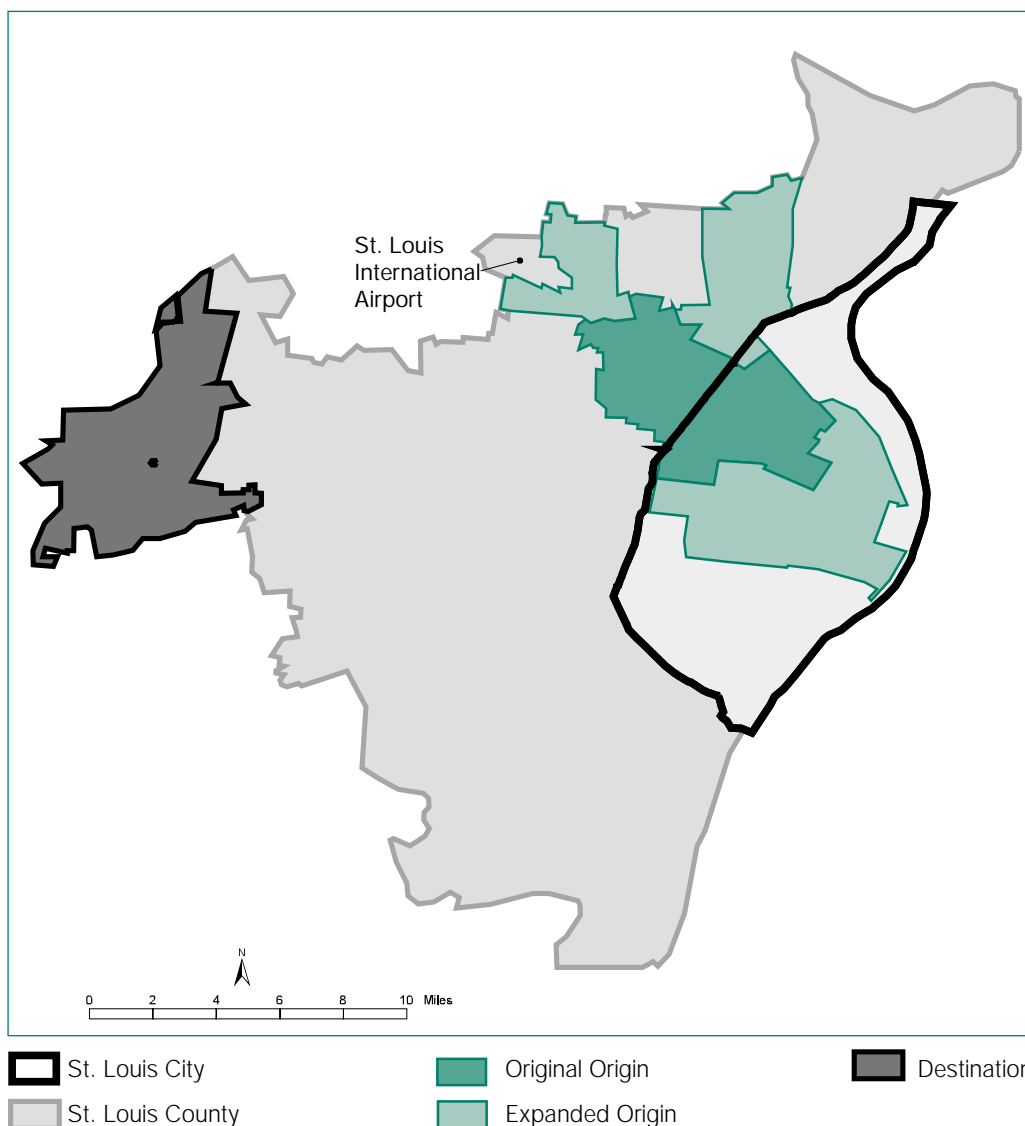 St. Louis
International
Airport
N
0 2 4 6 8 10 Miles
St. Louis City
Original Origin
Destination
St. Louis County
Expanded Origin